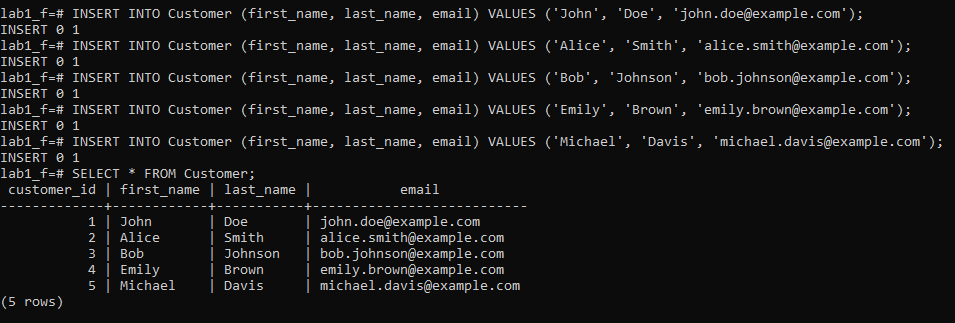 lab1_f=# INSERT INTO Customer (first_name, last_name, email) VALUES ('John', 'Doe', 'john.doe@example.com');
INSERT 0 1
lab1_f=# INSERT INTO Customer (first_name, last_name, email) VALUES ('Alice', 'Smith', 'alice.smith@example.com');
INSERT 0 1
lab1_f=# INSERT INTO Customer (first_name, last_name, email) VALUES ('Bob', 'Johnson', 'bob.johnson@example.com');
INSERT 0 1
lab1_f=# INSERT INTO Customer (first_name, last_name, email) VALUES ('Emily', 'Brown', 'emily.brown@example.com');
INSERT 0 1
lab1_f=# INSERT INTO Customer (first_name, last_name, email) VALUES ('Michael', 'Davis', 'michael.davis@example.com');
INSERT 0 1
lab1_f=# SELECT * FROM Customer;
 customer_id | first_name | last_name |           email
-------------+------------+-----------+---------------------------
           1 | John       | Doe       | john.doe@example.com
           2 | Alice      | Smith     | alice.smith@example.com
           3 | Bob        | Johnson   | bob.johnson@example.com
           4 | Emily      | Brown     | emily.brown@example.com
           5 | Michael    | Davis     | michael.davis@example.com
(5 rows)